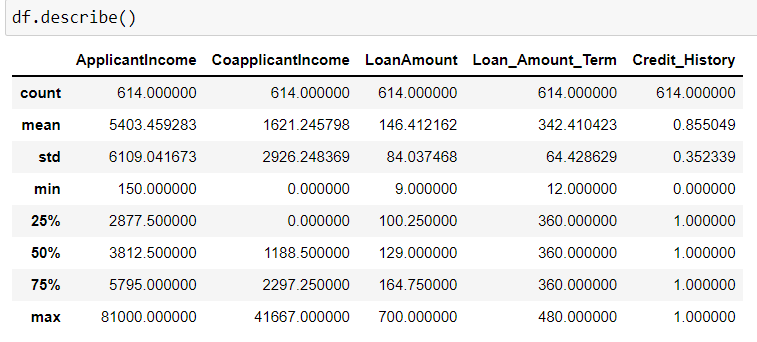 df.describe()
ApplicantIncome CoapplicantIncome LoanAmount Loan_Amount_Term Credit_History
count 614.000000 614.000000 614.000000 614.000000 614.000000
mean 5403.459283 1621.245798 146.412162 342.410423 0.855049
std 6109.041673 2926.248369 84.037468 64.428629 0.352339
min 150.000000 0.000000 9.000000 12.000000 0.000000
25% 2877.500000 0.000000 100.250000 360.000000 1.000000
50% 3812.500000 1188.500000 129.000000 360.000000 1.000000
75% 5795.000000 2297.250000 164.750000 360.000000 1.000000
max 81000.000000 41667.000000 700.000000 480.000000 1.000000